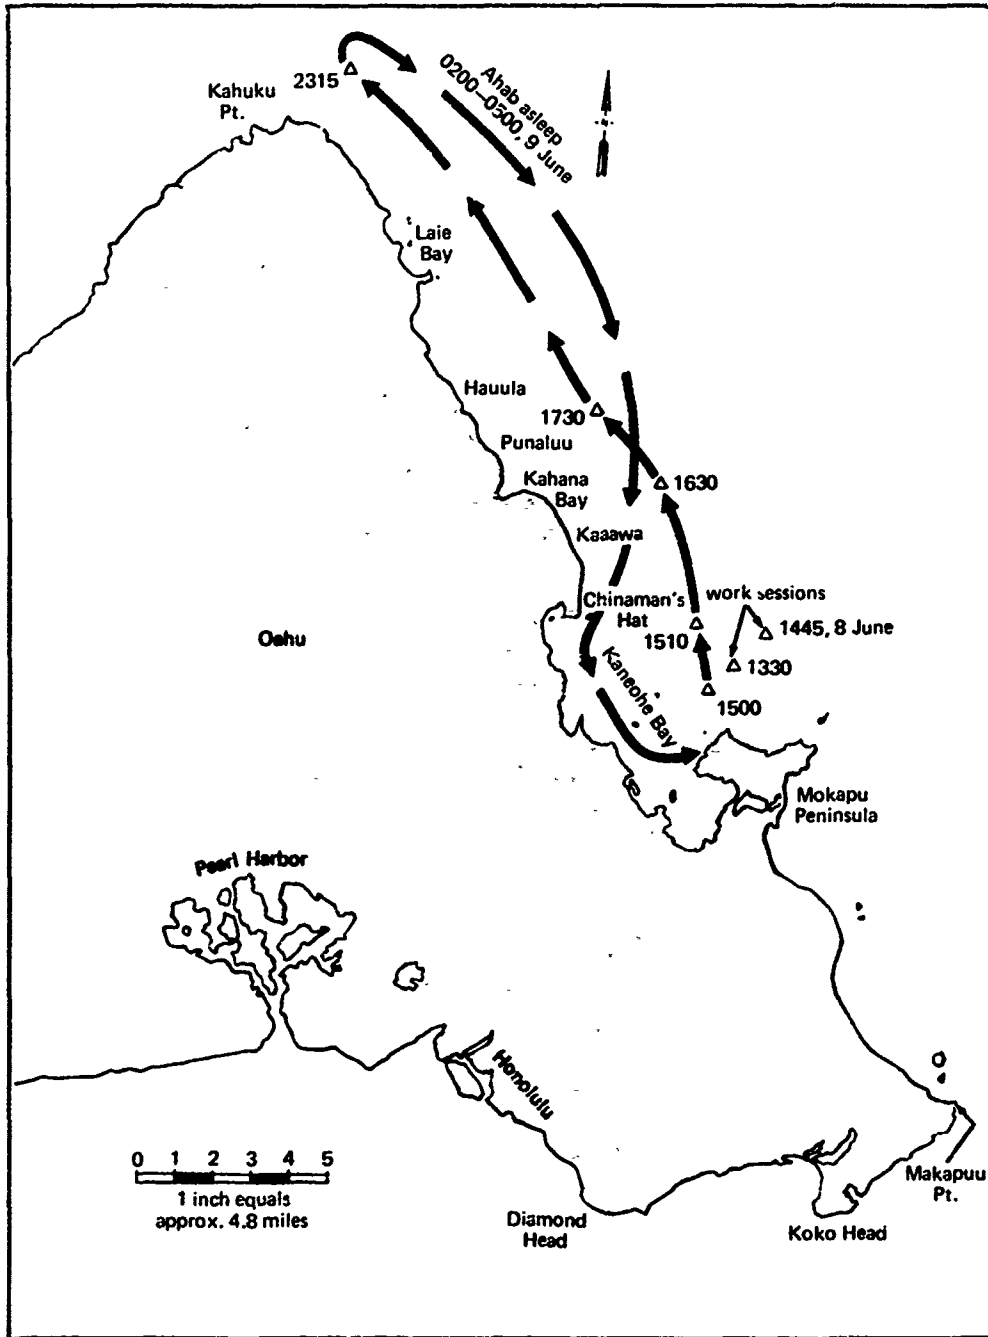 2315
Kahuku
Pt.
Ahab asleep
0200–0500, 9 June
Laie
Bay
Hauula
1730
Punaluu
Kahana
Bay
1630
Kaaawa
Chinaman's
Hat
work sessions
1510
1445, 8 June
1330
1500
Kaneohe Bay
Oahu
Mokapu
Peninsula
Pearl Harbor
Honolulu
0 1 2 3 4 5
1 inch equals
approx. 4.8 miles
Diamond
Head
Koko Head
Makapuu
Pt.